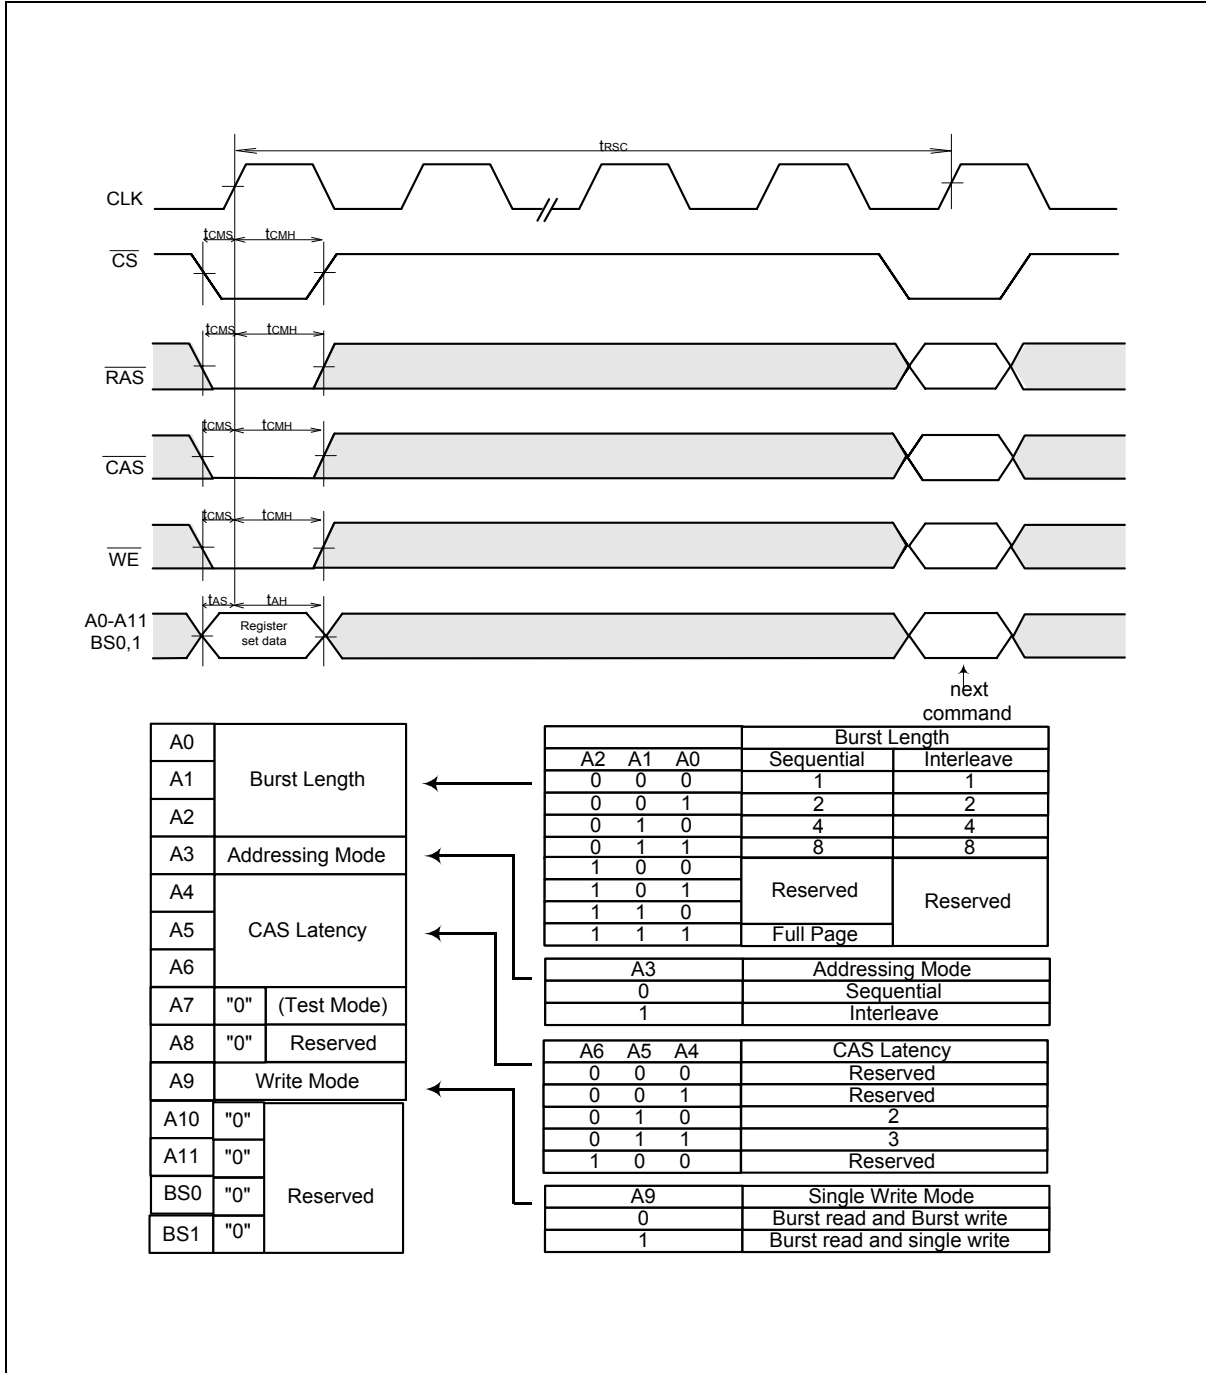 tRSC
CLK
tCMS tCMH
CS
tCMS tCMH
RAS
tCMS tCMH
CAS
tCMS tCMH
WE
tAS tAH
A0-A11
BS0,1
Register
set data
next
command
A0
A1 Burst Length
A2
A3 Addressing Mode
A4
A5 CAS Latency
A6
A7 "0" (Test Mode)
A8 "0" Reserved
A9 Write Mode
A10 "0"
A11 "0"
BS0 "0" Reserved
BS1 "0"
Burst Length
A2 A1 A0 Sequential Interleave
0 0 0 1 1
0 0 1 2 2
0 1 0 4 4
0 1 1 8 8
1 0 0
1 0 1 Reserved Reserved
1 1 0
1 1 1 Full Page
A3 Addressing Mode
0 Sequential
1 Interleave
A6 A5 A4 CAS Latency
0 0 0 Reserved
0 0 1 Reserved
0 1 0 2
0 1 1 3
1 0 0 Reserved
A9 Single Write Mode
0 Burst read and Burst write
1 Burst read and single write